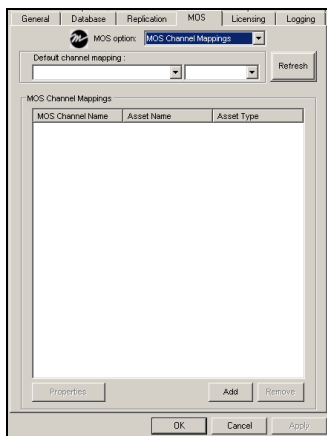 General Database Replication MOS Licensing Logging
MOS option: MOS Channel Mappings
Default channel mapping :
Refresh
MOS Channel Mappings
MOS Channel Name Asset Name Asset Type
Properties Add Remove
OK Cancel Apply